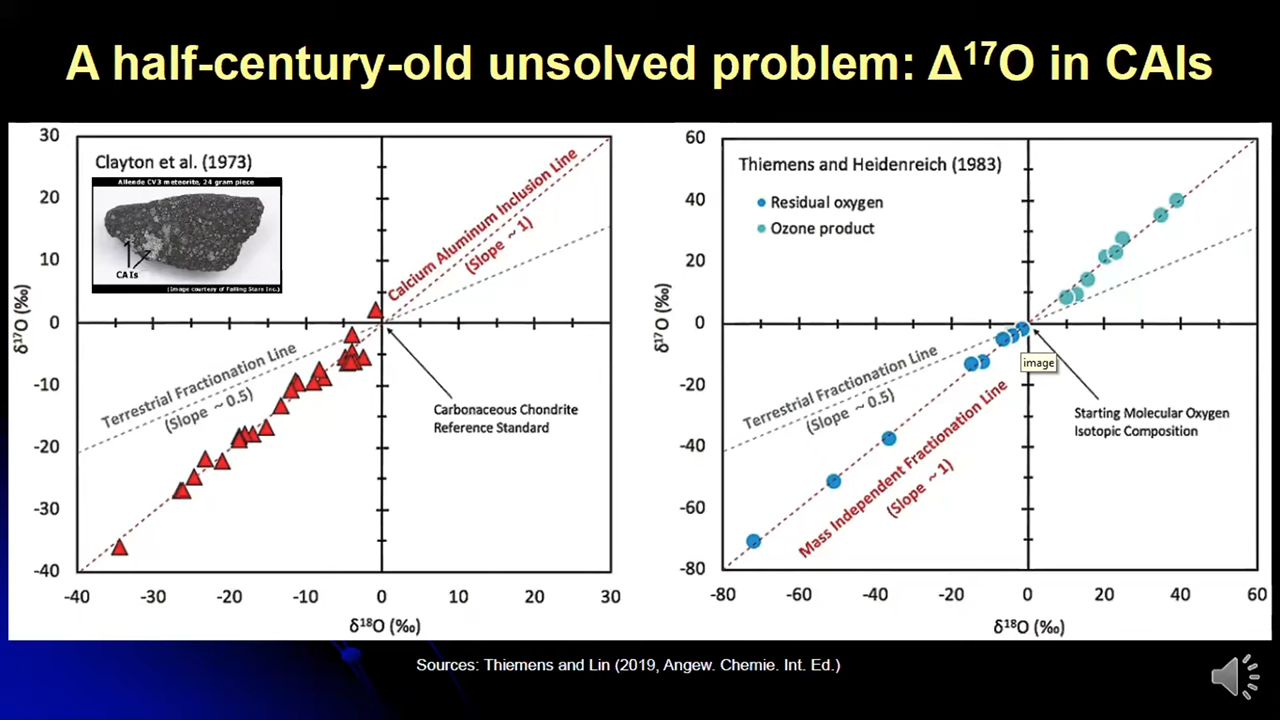 A half-century-old unsolved problem: Δ¹⁷O in CAIs
Clayton et al. (1973)
Allende CV3 meteorite, 24 gram piece
CAIs
(Image courtesy of Falling Stars Inc.)
Calcium Aluminum Inclusion Line
(Slope ~ 1)
Terrestrial Fractionation Line
(Slope ~ 0.5)
Carbonaceous Chondrite
Reference Standard
30
20
10
0
-10
-20
-30
-40
δ¹⁷O (‰)
-40 -30 -20 -10 0 10 20 30
δ¹⁸O (‰)
Thiemens and Heidenreich (1983)
Residual oxygen
Ozone product
Terrestrial Fractionation Line
(Slope ~ 0.5)
image
Mass Independent Fractionation Line
(Slope ~ 1)
Starting Molecular Oxygen
Isotopic Composition
60
40
20
0
-20
-40
-60
-80
δ¹⁷O (‰)
-80 -60 -40 -20 0 20 40 60
δ¹⁸O (‰)
Sources: Thiemens and Lin (2019, Angew. Chemie. Int. Ed.)